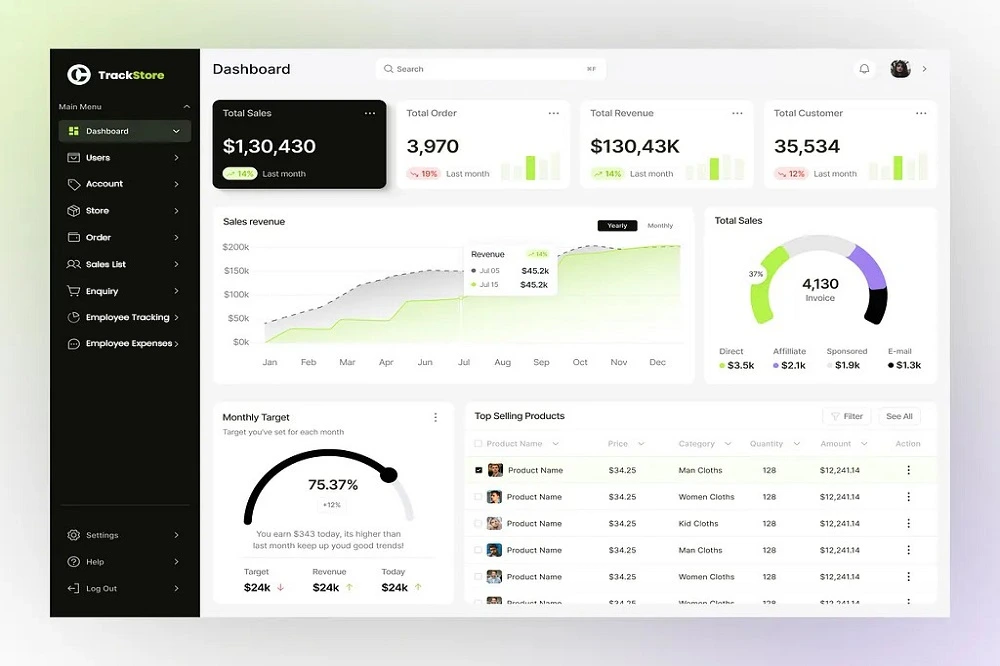 TrackStore
Main Menu
Dashboard
Users
Account
Store
Order
Sales List
Enquiry
Employee Tracking
Employee Expenses
Settings
Help
Log Out
Dashboard
Search
⌘F
Total Sales
$1,30,430
14% Last month
Total Order
3,970
19% Last month
Total Revenue
$130,43K
14% Last month
Total Customer
35,534
12% Last month
Sales revenue
Yearly Monthly
$200k
$150k
$100k
$50k
$0k
Revenue 14%
Jul 05 $45.2k
Jul 15 $45.2k
Jan Feb Mar Apr Jun Jul Aug Sep Oct Nov Dec
Total Sales
37%
4,130
Invoice
Direct Affilliate Sponsored E-mail
$3.5k $2.1k $1.9k $1.3k
Monthly Target
Target you've set for each month
75.37%
+12%
You earn $343 today, its higher than
last month keep up youd good trends!
Target Revenue Today
$24k $24k $24k
Top Selling Products
Filter See All
Product Name Price Category Quantity Amount Action
Product Name $34.25 Man Cloths 128 $12,241.14
Product Name $34.25 Women Cloths 128 $12,241.14
Product Name $34.25 Kid Cloths 128 $12,241.14
Product Name $34.25 Man Cloths 128 $12,241.14
Product Name $34.25 Women Cloths 128 $12,241.14
Product Name $34.25 Women Cloths 128 $12,241.14